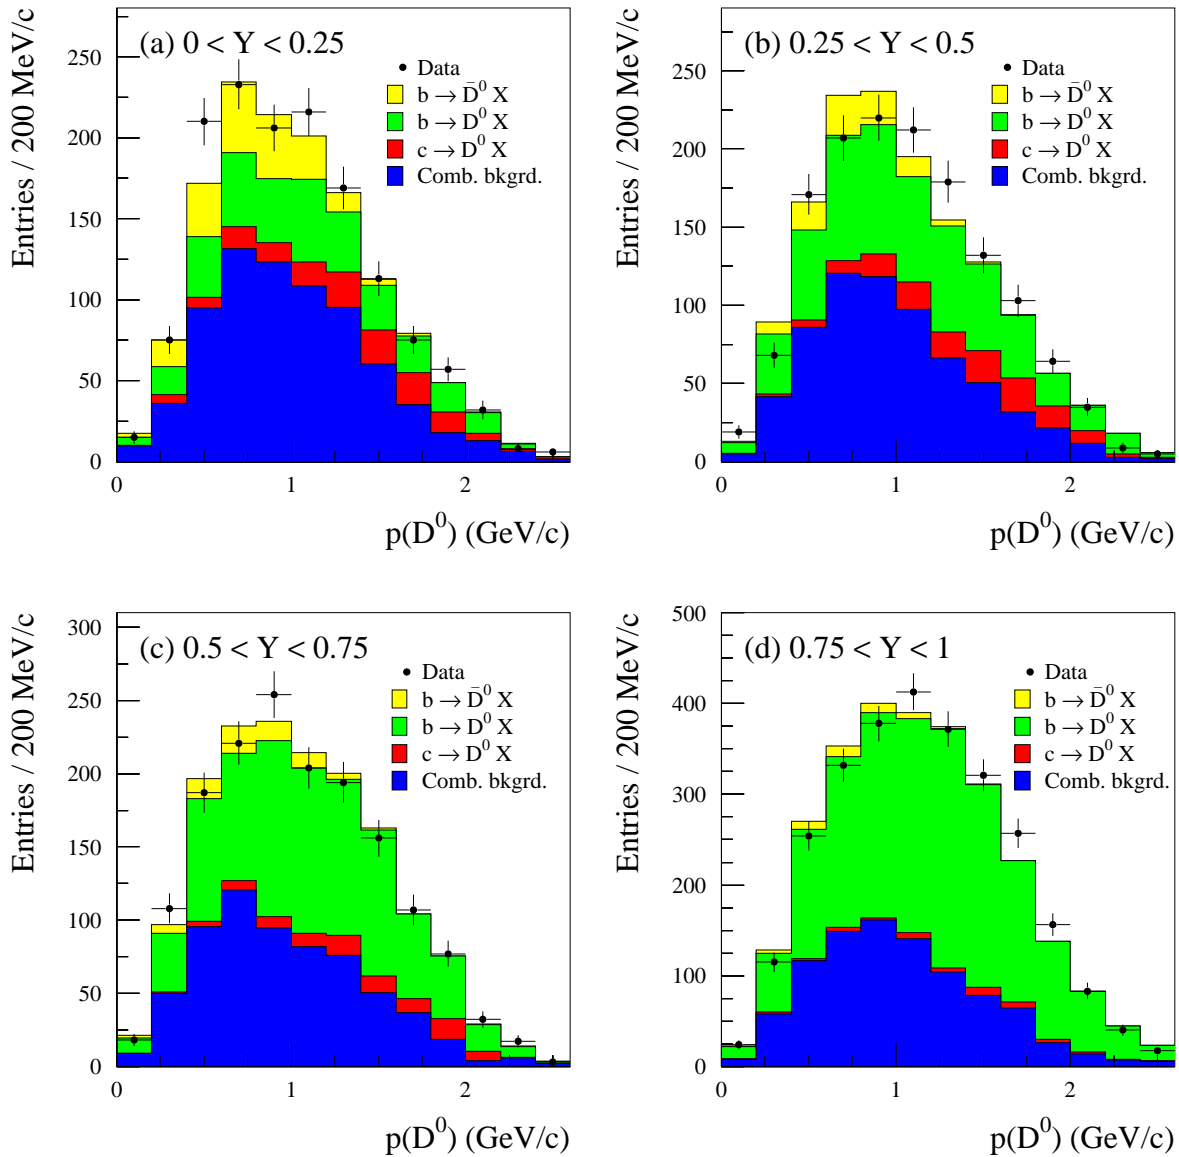 (a) 0 < Y < 0.25
Entries / 200 MeV/c
250
200
150
100
50
0
Data
b → D̄⁰ X
b → D⁰ X
c → D⁰ X
Comb. bkgrd.
0 1 2
p(D⁰) (GeV/c)
(b) 0.25 < Y < 0.5
Entries / 200 MeV/c
250
200
150
100
50
0
Data
b → D̄⁰ X
b → D⁰ X
c → D⁰ X
Comb. bkgrd.
0 1 2
p(D⁰) (GeV/c)
(c) 0.5 < Y < 0.75
Entries / 200 MeV/c
300
250
200
150
100
50
0
Data
b → D̄⁰ X
b → D⁰ X
c → D⁰ X
Comb. bkgrd.
0 1 2
p(D⁰) (GeV/c)
(d) 0.75 < Y < 1
Entries / 200 MeV/c
500
400
300
200
100
0
Data
b → D̄⁰ X
b → D⁰ X
c → D⁰ X
Comb. bkgrd.
0 1 2
p(D⁰) (GeV/c)